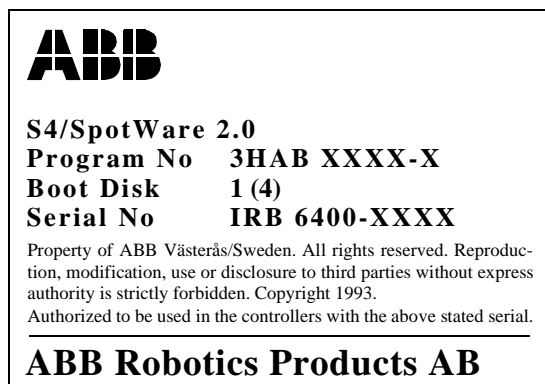 ABB
S4/SpotWare 2.0
Program No 3HAB XXXX-X
Boot Disk 1 (4)
Serial No IRB 6400-XXXX
Property of ABB Västerås/Sweden. All rights reserved. Reproduc-
tion, modification, use or disclosure to third parties without express
authority is strictly forbidden. Copyright 1993.
Authorized to be used in the controllers with the above stated serial.
ABB Robotics Products AB